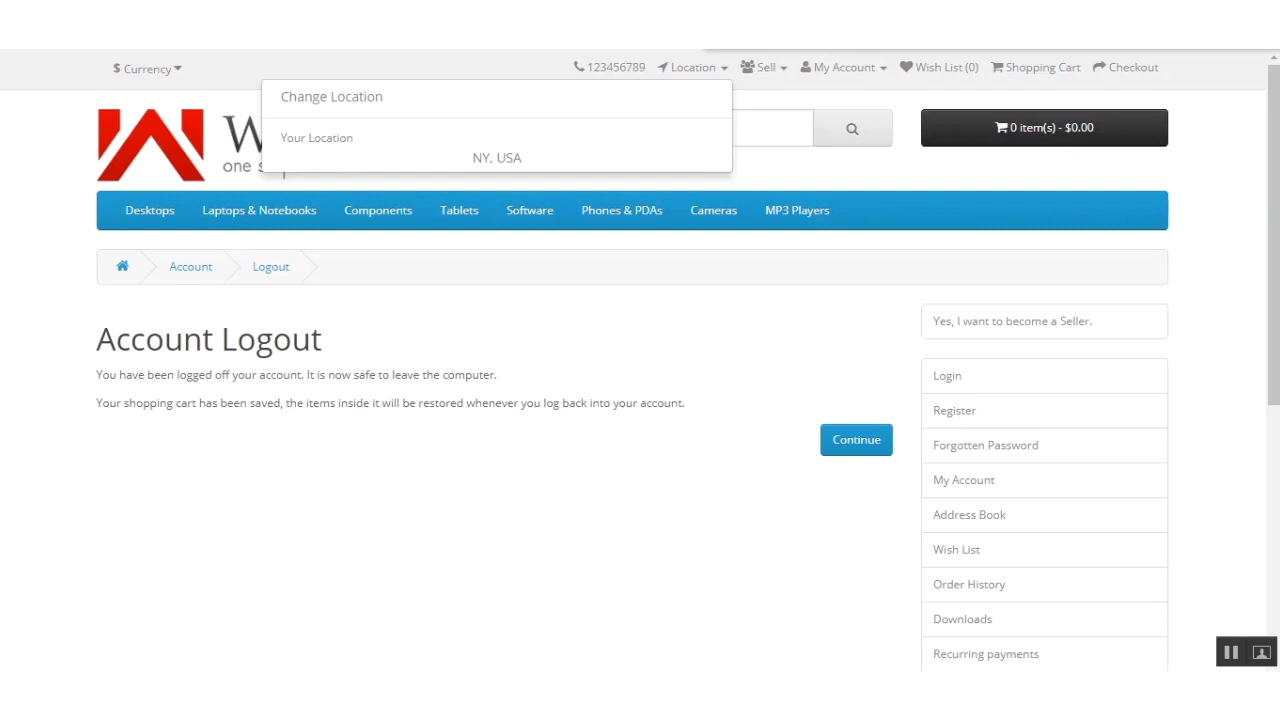 $ Currency
123456789 Location Sell My Account Wish List (0) Shopping Cart Checkout
Change Location
Your Location
NY, USA
W
one s
0 item(s) - $0.00
Desktops Laptops & Notebooks Components Tablets Software Phones & PDAs Cameras MP3 Players
Account Logout
Account Logout
You have been logged off your account. It is now safe to leave the computer.
Your shopping cart has been saved, the items inside it will be restored whenever you log back into your account.
Continue
Yes, I want to become a Seller.
Login
Register
Forgotten Password
My Account
Address Book
Wish List
Order History
Downloads
Recurring payments